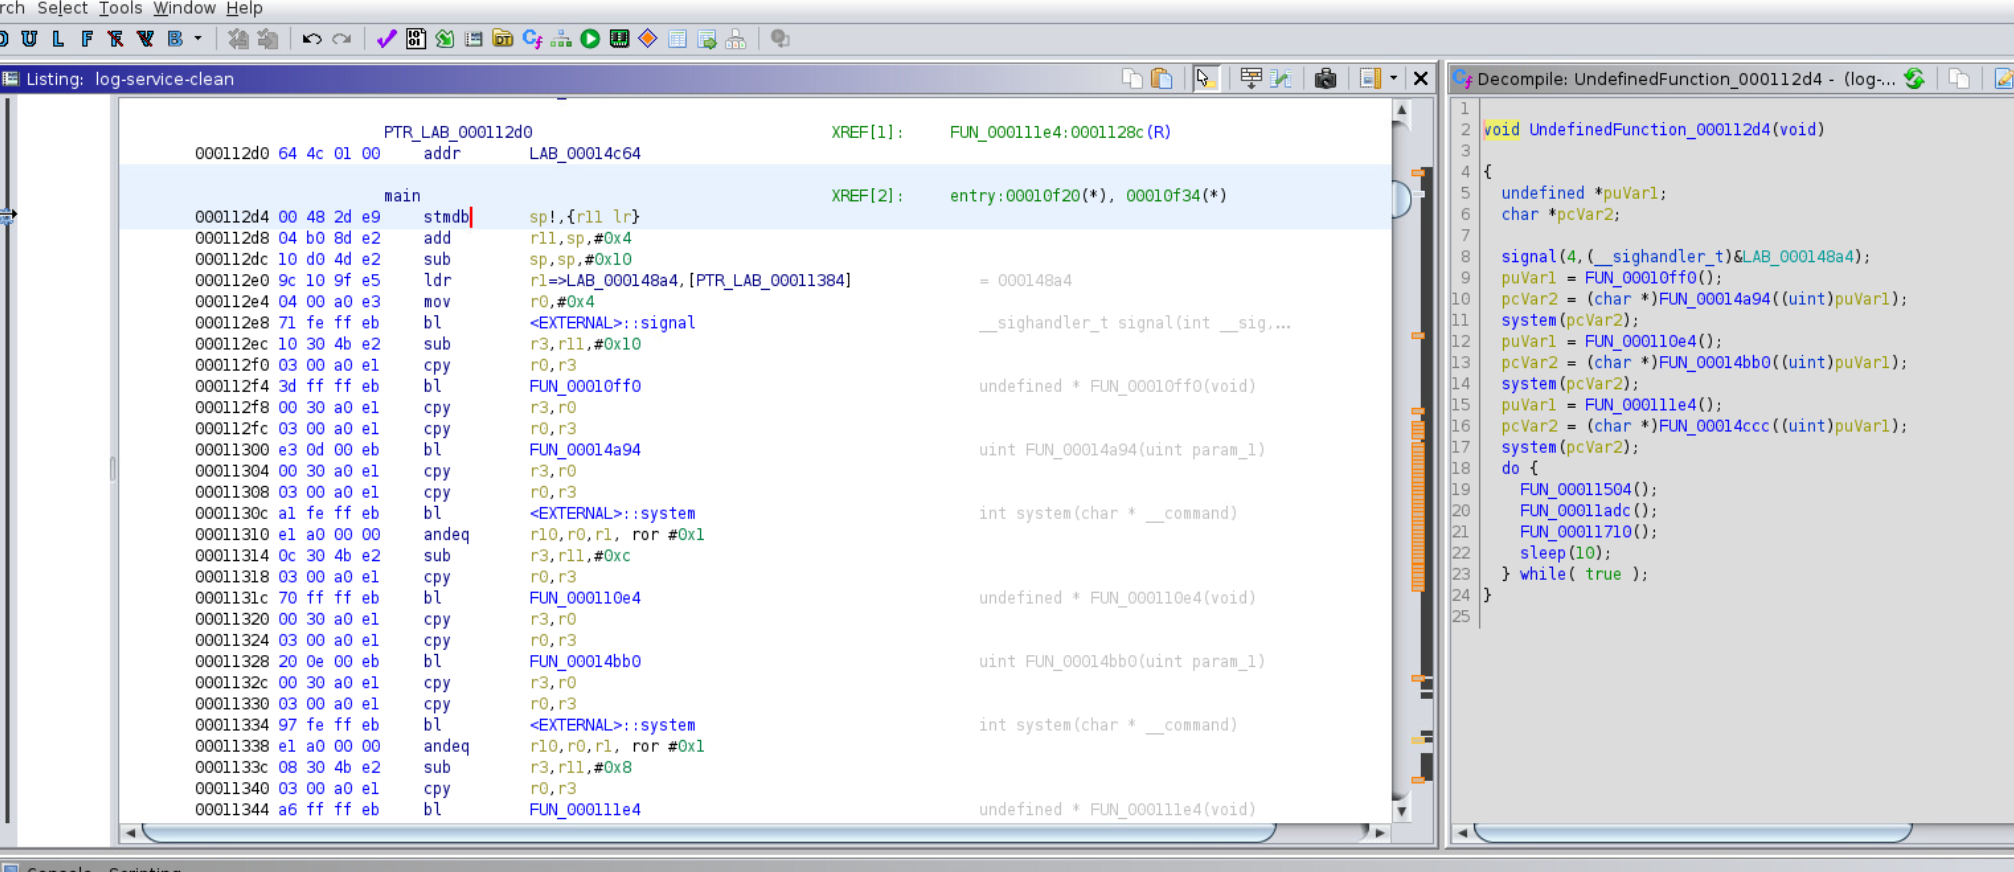 rch Select Tools Window Help
U L F B
Listing: log-service-clean
PTR_LAB_000112d0 XREF[1]: FUN_000111e4:0001128c(R)
000112d0 64 4c 01 00 addr LAB_00014c64
main XREF[2]: entry:00010f20(*), 00010f34(*)
000112d4 00 48 2d e9 stmdb sp!,{r11 lr}
000112d8 04 b0 8d e2 add r11,sp,#0x4
000112dc 10 d0 4d e2 sub sp,sp,#0x10
000112e0 9c 10 9f e5 ldr r1=>LAB_000148a4,[PTR_LAB_00011384] = 000148a4
000112e4 04 00 a0 e3 mov r0,#0x4
000112e8 71 fe ff eb bl <EXTERNAL>::signal __sighandler_t signal(int __sig,...
000112ec 10 30 4b e2 sub r3,r11,#0x10
000112f0 03 00 a0 e1 cpy r0,r3
000112f4 3d ff ff eb bl FUN_00010ff0 undefined * FUN_00010ff0(void)
000112f8 00 30 a0 e1 cpy r3,r0
000112fc 03 00 a0 e1 cpy r0,r3
00011300 e3 0d 00 eb bl FUN_00014a94 uint FUN_00014a94(uint param_1)
00011304 00 30 a0 e1 cpy r3,r0
00011308 03 00 a0 e1 cpy r0,r3
0001130c a1 fe ff eb bl <EXTERNAL>::system int system(char * __command)
00011310 e1 a0 00 00 andeq r10,r0,r1, ror #0x1
00011314 0c 30 4b e2 sub r3,r11,#0xc
00011318 03 00 a0 e1 cpy r0,r3
0001131c 70 ff ff eb bl FUN_000110e4 undefined * FUN_000110e4(void)
00011320 00 30 a0 e1 cpy r3,r0
00011324 03 00 a0 e1 cpy r0,r3
00011328 20 0e 00 eb bl FUN_00014bb0 uint FUN_00014bb0(uint param_1)
0001132c 00 30 a0 e1 cpy r3,r0
00011330 03 00 a0 e1 cpy r0,r3
00011334 97 fe ff eb bl <EXTERNAL>::system int system(char * __command)
00011338 e1 a0 00 00 andeq r10,r0,r1, ror #0x1
0001133c 08 30 4b e2 sub r3,r11,#0x8
00011340 03 00 a0 e1 cpy r0,r3
00011344 a6 ff ff eb bl FUN_000111e4 undefined * FUN_000111e4(void)
Decompile: UndefinedFunction_000112d4 - (log-...
1
2 void UndefinedFunction_000112d4(void)
3
4 {
5 undefined *puVar1;
6 char *pcVar2;
7
8 signal(4,(__sighandler_t)&LAB_000148a4);
9 puVar1 = FUN_00010ff0();
10 pcVar2 = (char *)FUN_00014a94((uint)puVar1);
11 system(pcVar2);
12 puVar1 = FUN_000110e4();
13 pcVar2 = (char *)FUN_00014bb0((uint)puVar1);
14 system(pcVar2);
15 puVar1 = FUN_000111e4();
16 pcVar2 = (char *)FUN_00014ccc((uint)puVar1);
17 system(pcVar2);
18 do {
19 FUN_00011504();
20 FUN_00011adc();
21 FUN_00011710();
22 sleep(10);
23 } while( true );
24 }
25
Console - Scripting